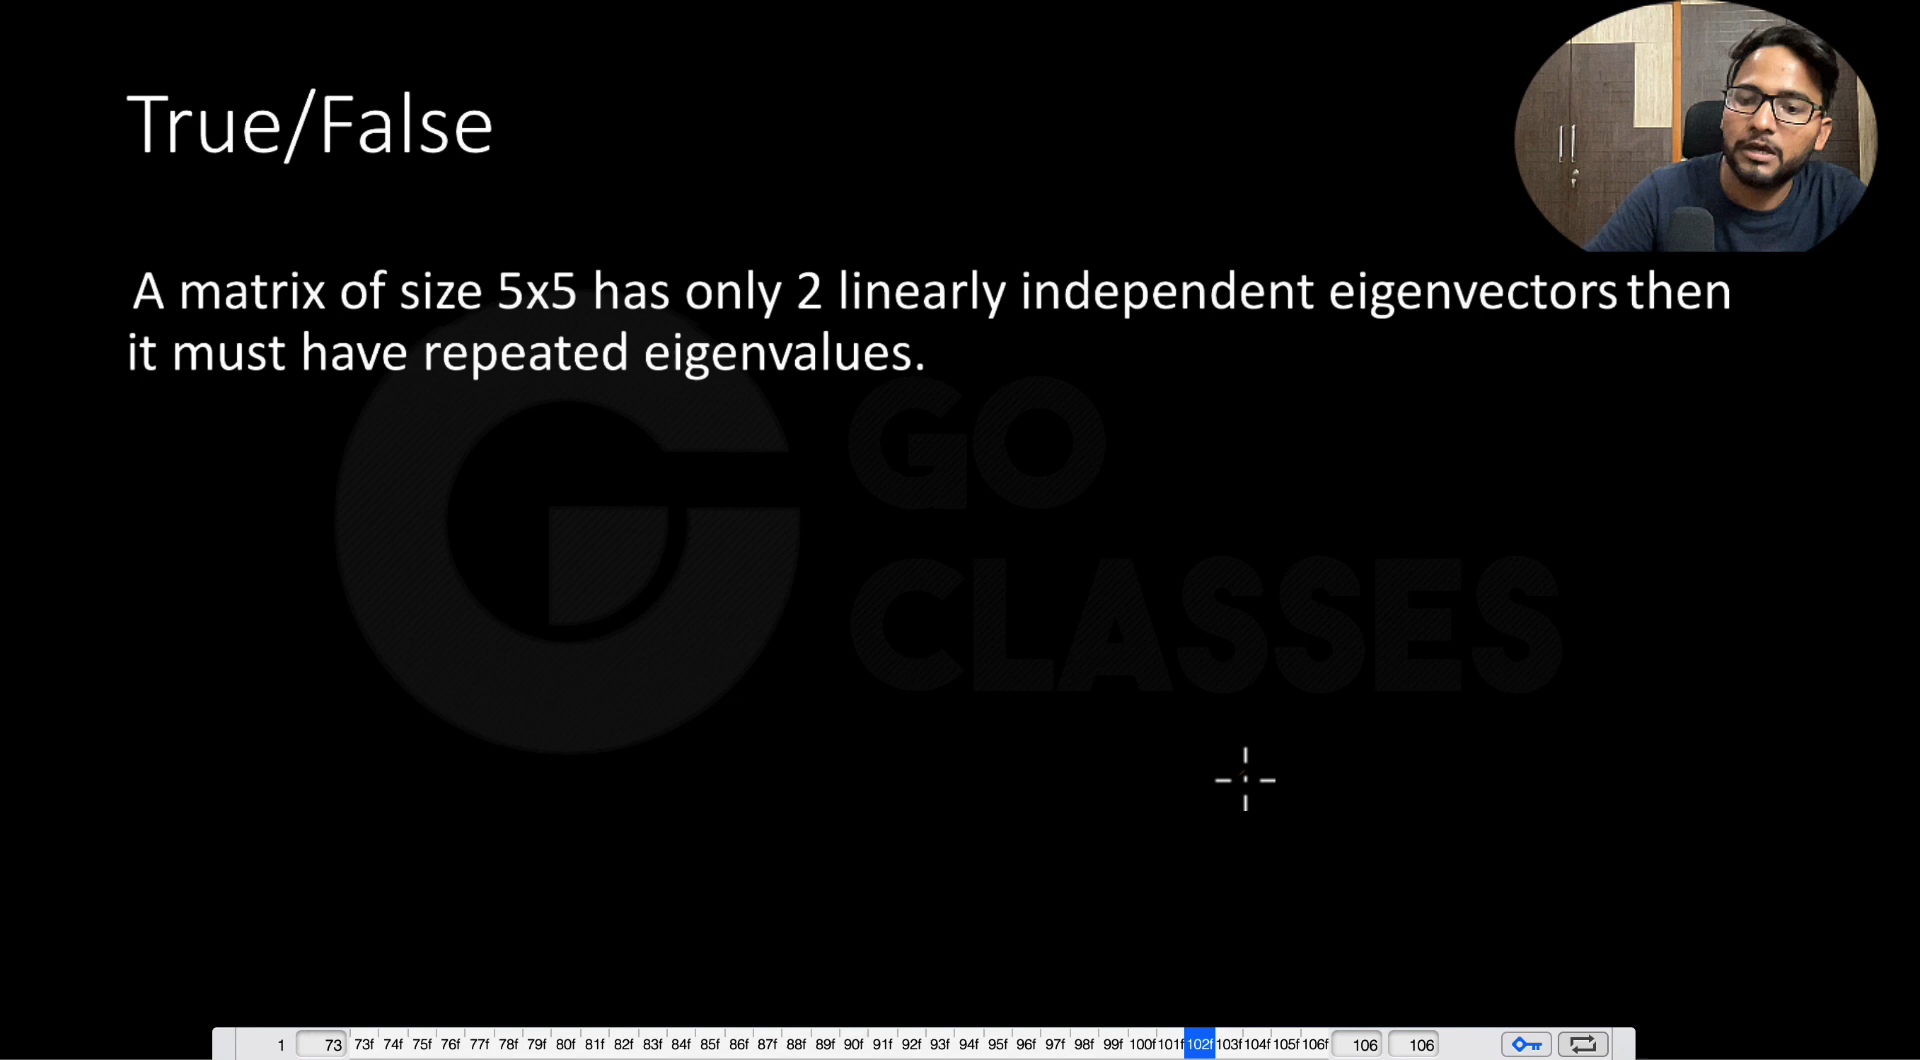 True/False
A matrix of size 5x5 has only 2 linearly independent eigenvectors then
it must have repeated eigenvalues.
GO
CLASSES
1 73 73f 74f 75f 76f 77f 78f 79f 80f 81f 82f 83f 84f 85f 86f 87f 88f 89f 90f 91f 92f 93f 94f 95f 96f 97f 98f 99f 100f 101f 102f 103f 104f 105f 106f 106 106